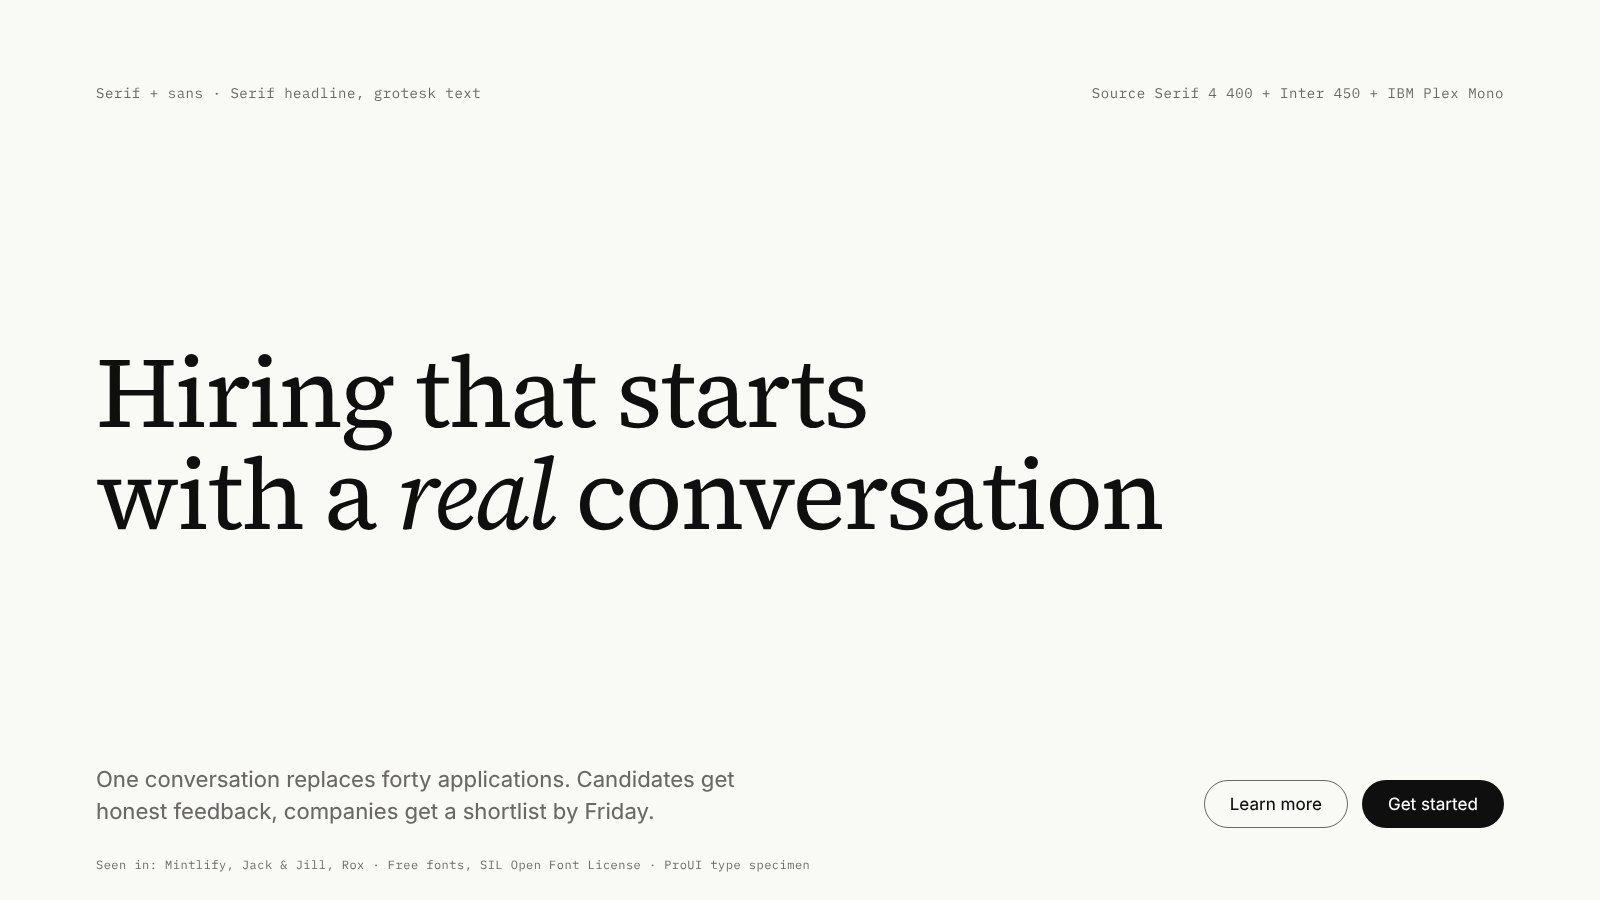 Serif + sans · Serif headline, grotesk text
Source Serif 4 400 + Inter 450 + IBM Plex Mono
Hiring that starts
with a real conversation
One conversation replaces forty applications. Candidates get
honest feedback, companies get a shortlist by Friday.
Learn more
Get started
Seen in: Mintlify, Jack & Jill, Rox · Free fonts, SIL Open Font License · ProUI type specimen